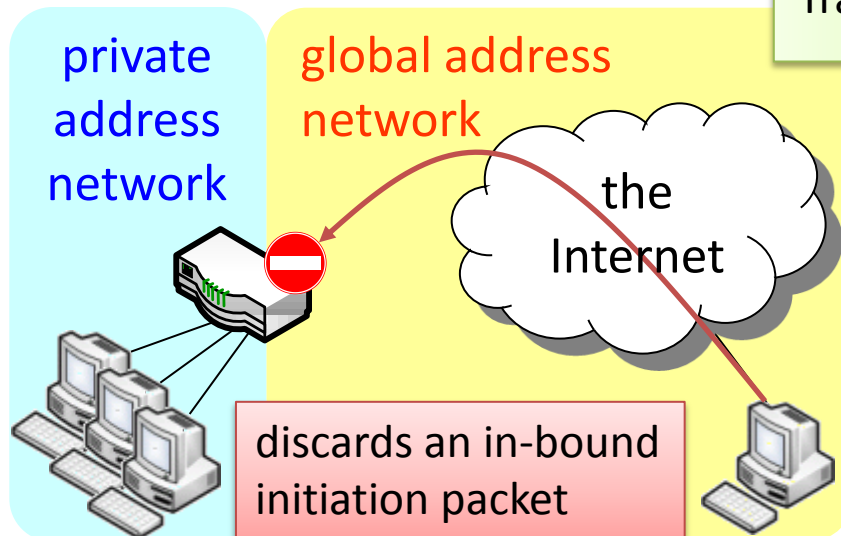 private
address
network
global address
network
the
Internet
discards an in-bound
initiation packet